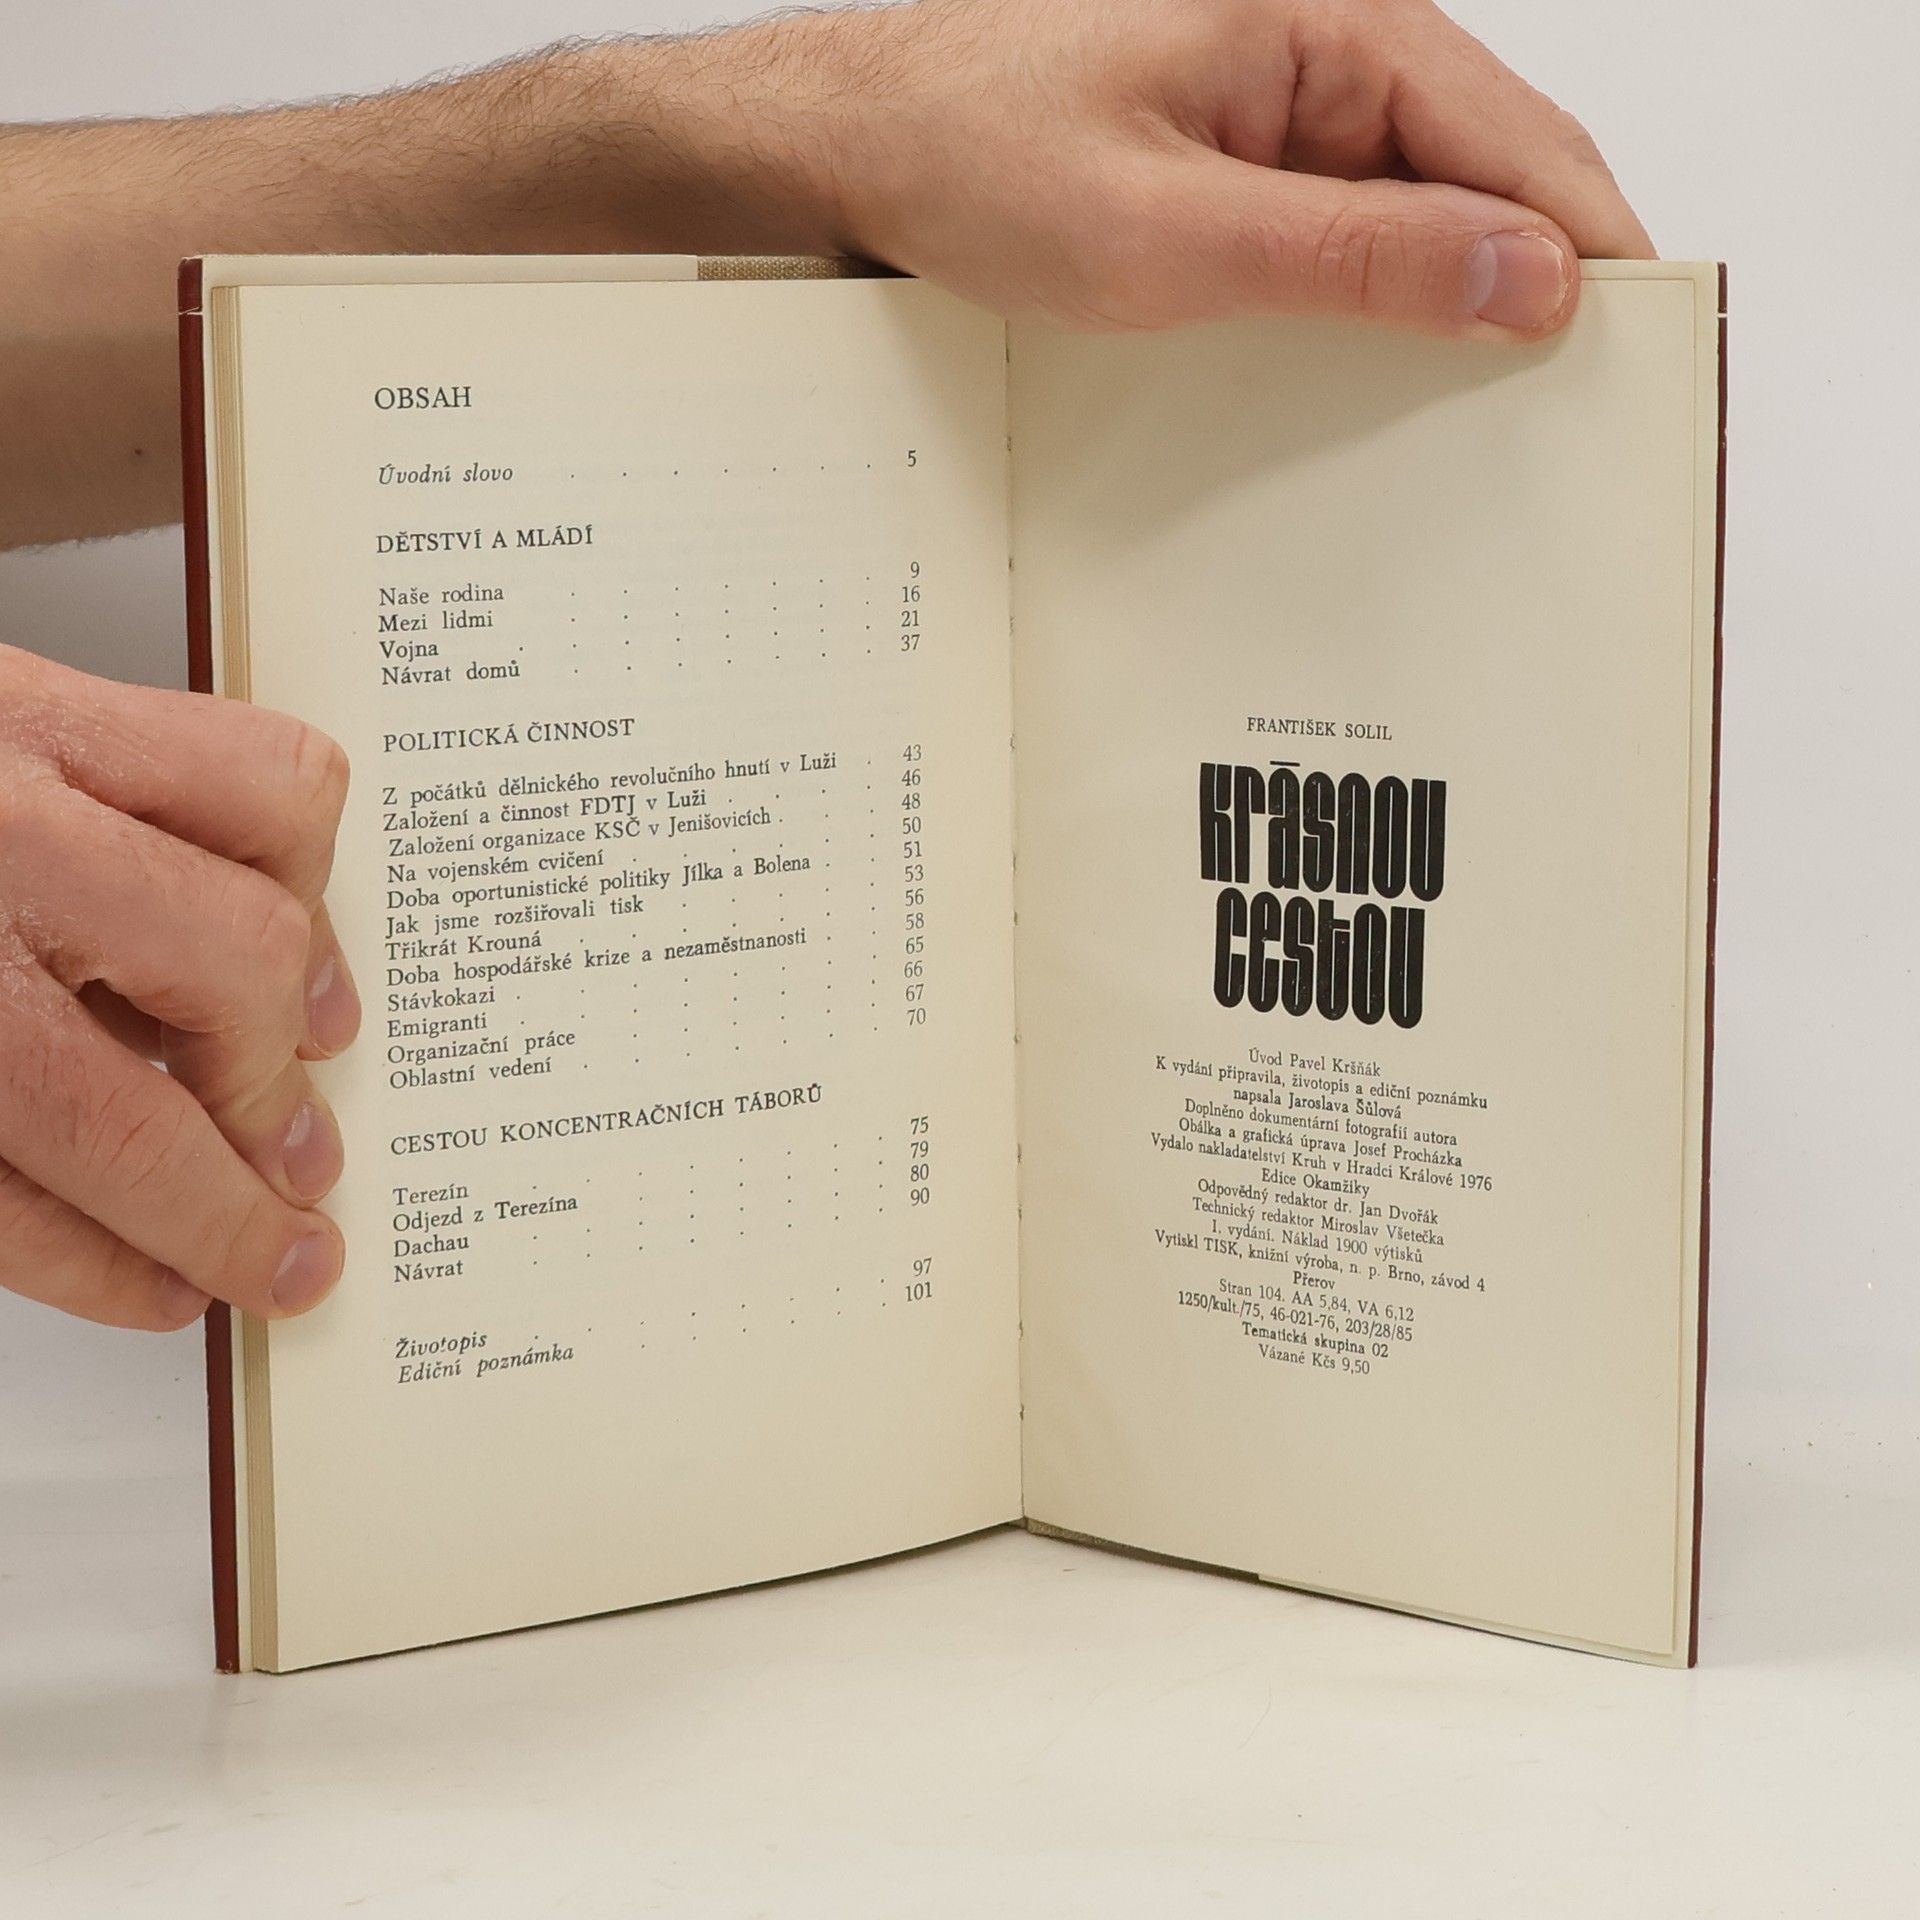 OBSAH
Úvodní slovo . . . . . . . 5
DĚTSTVÍ A MLÁDÍ
Naše rodina . . . . . . . 9
Mezi lidmi . . . . . . . 16
Vojna . . . . . . . . 21
Návrat domů . . . . . . . 37
POLITICKÁ ČINNOST
Z počátků dělnického revolučního hnutí v Luži . 43
Založení a činnost FDTJ v Luži . . . . 46
Založení organizace KSČ v Jenišovicích . . . 48
Na vojenském cvičení . . . . . . 50
Doba oportunistické politiky Jílka a Bolena . . 51
Jak jsme rozšiřovali tisk . . . . . 53
Třikrát Krouná . . . . . . . 56
Doba hospodářské krize a nezaměstnanosti . . 58
Stávkokazi . . . . . . . . 65
Emigranti . . . . . . . . 66
Organizační práce . . . . . . 67
Oblastní vedení . . . . . . . 70
CESTOU KONCENTRAČNÍCH TÁBORŮ
Terezín . . . . . . . . 75
Odjezd z Terezína . . . . . . 79
Dachau . . . . . . . . 80
Návrat . . . . . . . . 90
Životopis . . . . . . . . 97
Ediční poznámka . . . . . . 101
FRANTIŠEK SOLIL
krásnou
cestou
Úvod Pavel Kršňák
K vydání připravila, životopis a ediční poznámku
napsala Jaroslava Šůlová
Doplněno dokumentární fotografií autora
Obálka a grafická úprava Josef Procházka
Vydalo nakladatelství Kruh v Hradci Králové 1976
Edice Okamžiky
Odpovědný redaktor dr. Jan Dvořák
Technický redaktor Miroslav Všetečka
I. vydání. Náklad 1900 výtisků
Vytiskl TISK, knižní výroba, n. p. Brno, závod 4
Přerov
Stran 104. AA 5,84, VA 6,12
1250/kult./75, 46-021-76, 203/28/85
Tematická skupina 02
Vázané Kčs 9,50